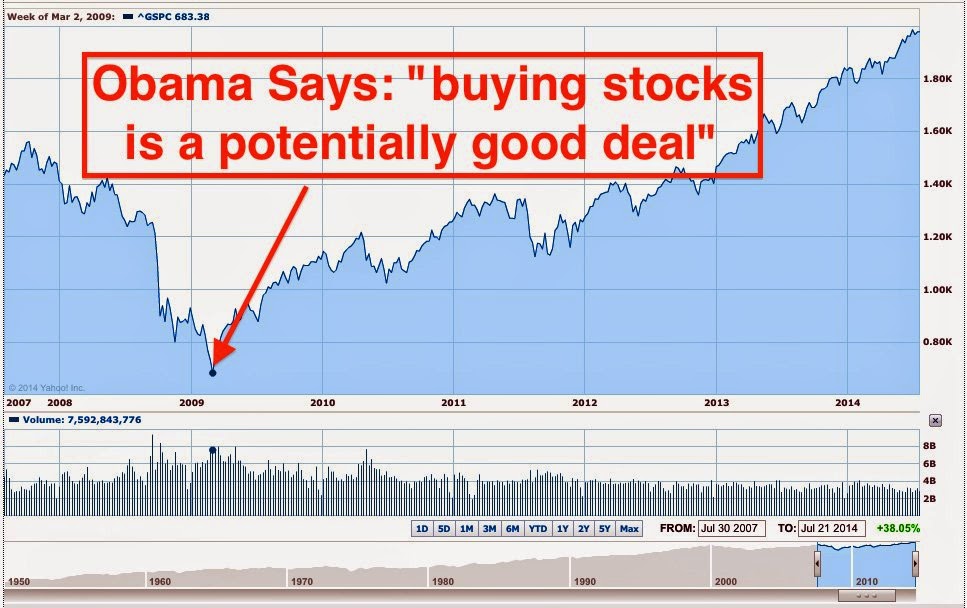 Week of Mar 2, 2009: ^GSPC 683.38
Obama Says: "buying stocks
is a potentially good deal"
1.80K
1.60K
1.40K
1.20K
1.00K
0.80K
© 2014 Yahoo! Inc.
2007 2008 2009 2010 2011 2012 2013 2014
Volume: 7,592,843,776
8B
6B
4B
2B
1D 5D 1M 3M 6M YTD 1Y 2Y 5Y Max FROM: Jul 30 2007 TO: Jul 21 2014 +38.05%
1950 1960 1970 1980 1990 2000 2010